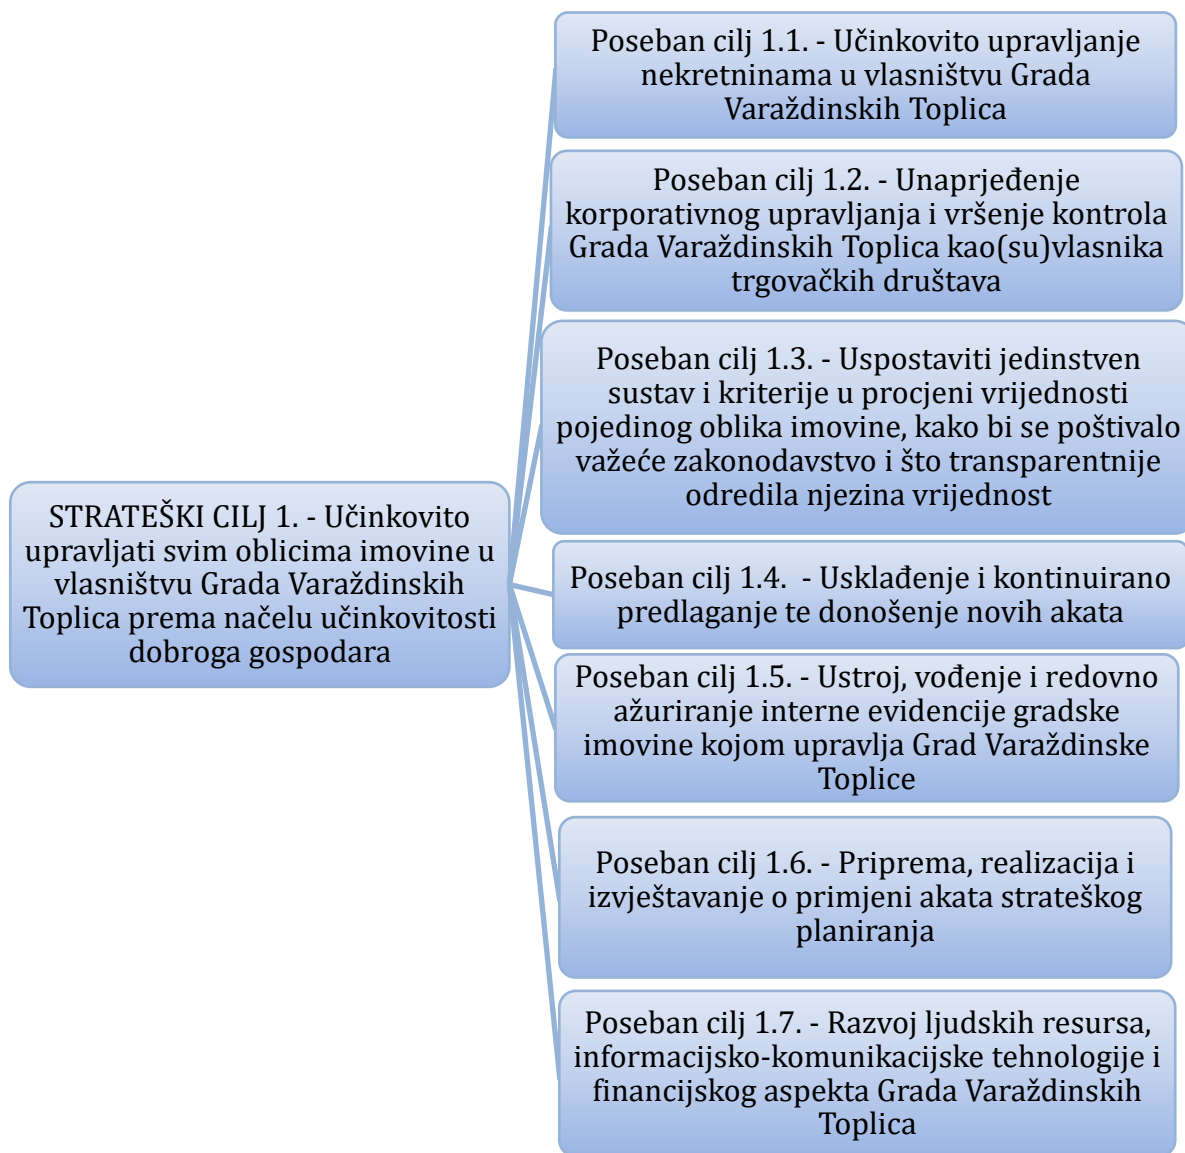 STRATEŠKI CILJ 1. - Učinkovito
upravljati svim oblicima imovine u
vlasništvu Grada Varaždinskih
Toplica prema načelu učinkovitosti
dobroga gospodara
Poseban cilj 1.1. - Učinkovito upravljanje
nekretninama u vlasništvu Grada
Varaždinskih Toplica
Poseban cilj 1.2. - Unaprjeđenje
korporativnog upravljanja i vršenje kontrola
Grada Varaždinskih Toplica kao(su)vlasnika
trgovačkih društava
Poseban cilj 1.3. - Uspostaviti jedinstven
sustav i kriterije u procjeni vrijednosti
pojedinog oblika imovine, kako bi se poštivalo
važeće zakonodavstvo i što transparentnije
odredila njezina vrijednost
Poseban cilj 1.4.  - Usklađenje i kontinuirano
predlaganje te donošenje novih akata
Poseban cilj 1.5. - Ustroj, vođenje i redovno
ažuriranje interne evidencije gradske
imovine kojom upravlja Grad Varaždinske
Toplice
Poseban cilj 1.6. - Priprema, realizacija i
izvještavanje o primjeni akata strateškog
planiranja
Poseban cilj 1.7. - Razvoj ljudskih resursa,
informacijsko-komunikacijske tehnologije i
financijskog aspekta Grada Varaždinskih
Toplica